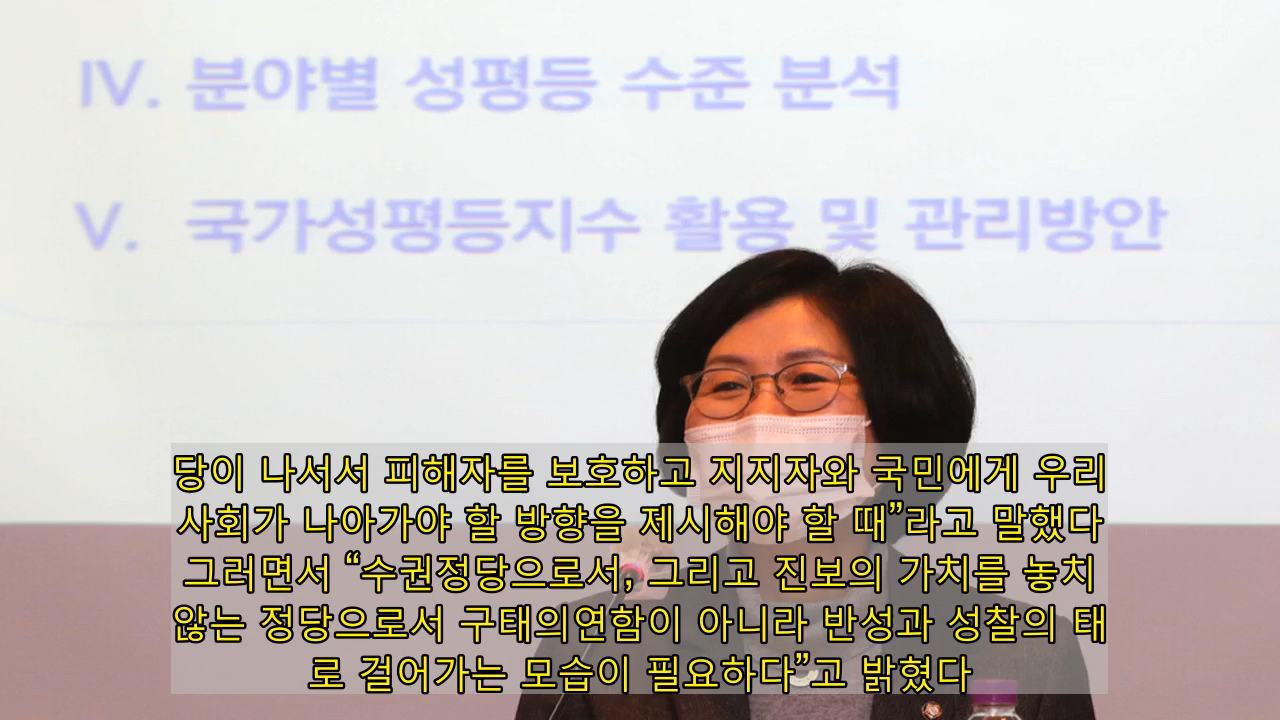 IV. 분야별 성평등 수준 분석
V. 국가성평등지수 활용 및 관리방안
당이 나서서 피해자를 보호하고 지지자와 국민에게 우리
사회가 나아가야 할 방향을 제시해야 할 때”라고 말했다
그러면서 “수권정당으로서, 그리고 진보의 가치를 놓치
않는 정당으로서 구태의연함이 아니라 반성과 성찰의 태
로 걸어가는 모습이 필요하다”고 밝혔다